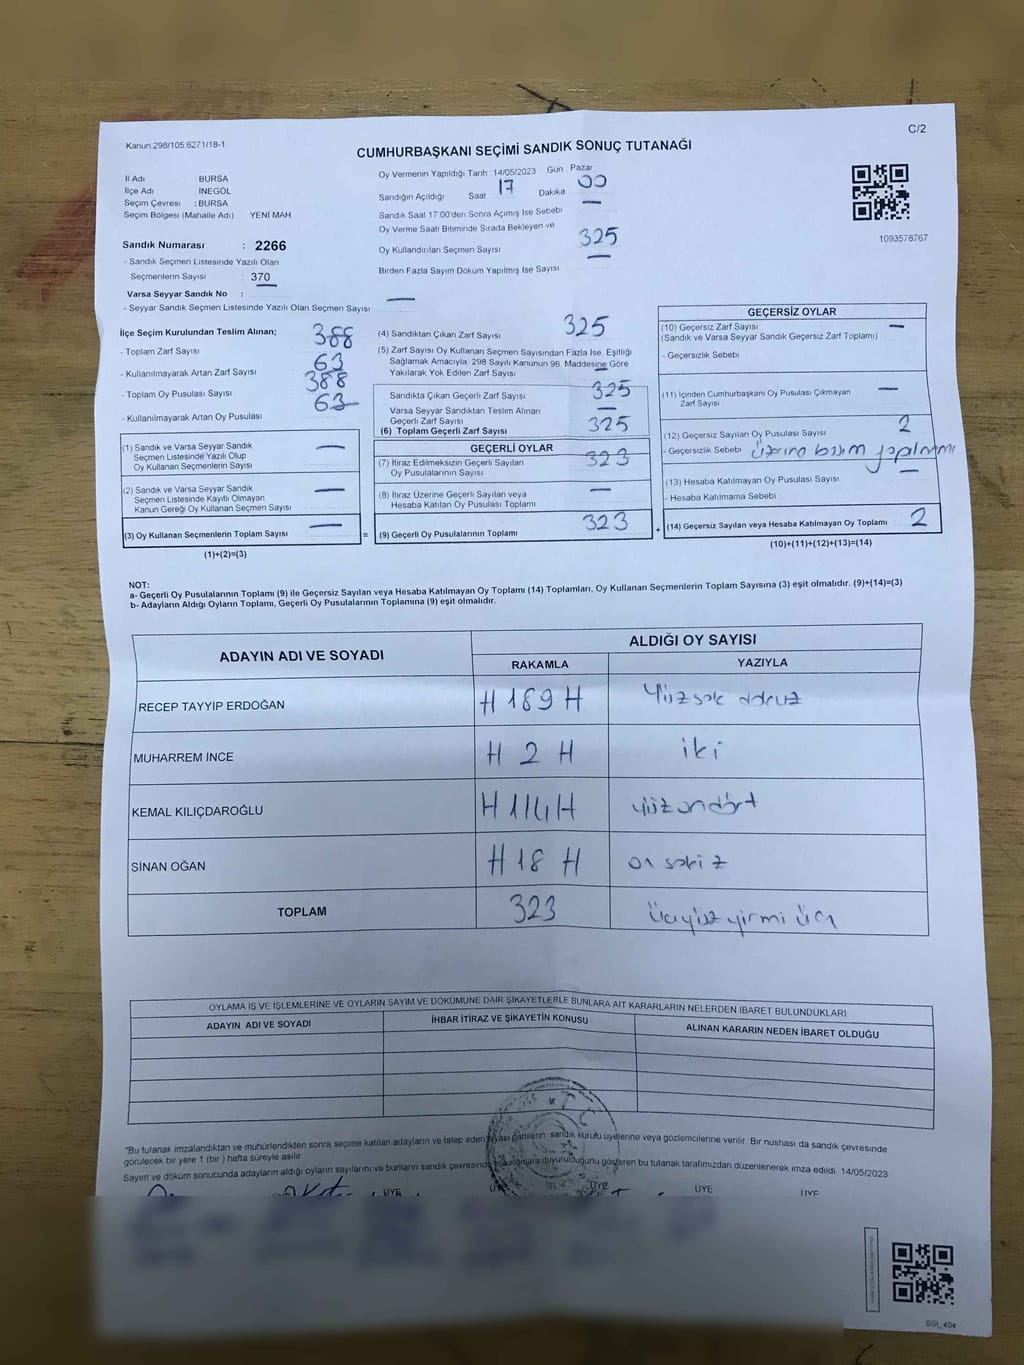 Kanun:298/105,6271/18-1
C/2
CUMHURBAŞKANI SEÇİMİ SANDIK SONUÇ TUTANAĞI
İl Adı BURSA
İlçe Adı İNEGÖL
Seçim Çevresi : BURSA
Seçim Bölgesi (Mahalle Adı) YENİ MAH.
Sandık Numarası : 2266
- Sandık Seçmen Listesinde Yazılı Olan
Seçmenlerin Sayısı : 370
Varsa Seyyar Sandık No :
- Seyyar Sandık Seçmen Listesinde Yazılı Olan Seçmen Sayısı —
Oy Vermenin Yapıldığı Tarih 14/05/2023 Gün Pazar
Sandığın Açıldığı Saat 17 Dakika 00
Sandık Saat 17:00'den Sonra Açılmış İse Sebebi —
Oy Verme Saati Bitiminde Sırada Bekleyen ve
Oy Kullandırılan Seçmen Sayısı 325
Birden Fazla Sayım Döküm Yapılmış İse Sayısı —
1093578767
İlçe Seçim Kurulundan Teslim Alınan;
- Toplam Zarf Sayısı 388
- Kullanılmayarak Artan Zarf Sayısı 63
- Toplam Oy Pusulası Sayısı 388
- Kullanılmayarak Artan Oy Pusulası 63
(1) Sandık ve Varsa Seyyar Sandık
Seçmen Listesinde Yazılı Olup
Oy Kullanan Seçmenlerin Sayısı —
(2) Sandık ve Varsa Seyyar Sandık
Seçmen Listesinde Kayıtlı Olmayan
Kanun Gereği Oy Kullanan Seçmen Sayısı —
(3) Oy Kullanan Seçmenlerin Toplam Sayısı —
(1)+(2)=(3)
=
(4) Sandıktan Çıkan Zarf Sayısı 325
(5) Zarf Sayısı Oy Kullanan Seçmen Sayısından Fazla İse, Eşitliği
Sağlamak Amacıyla, 298 Sayılı Kanunun 98. Maddesine Göre
Yakılarak Yok Edilen Zarf Sayısı —
Sandıkta Çıkan Geçerli Zarf Sayısı 325
Varsa Seyyar Sandıktan Teslim Alınan
Geçerli Zarf Sayısı —
(6) Toplam Geçerli Zarf Sayısı 325
GEÇERLİ OYLAR
(7) İtiraz Edilmeksizin Geçerli Sayılan
Oy Pusulalarının Sayısı 323
(8) İtiraz Üzerine Geçerli Sayılan veya
Hesaba Katılan Oy Pusulası Toplamı —
(9) Geçerli Oy Pusulalarının Toplamı 323
+
GEÇERSİZ OYLAR
(10) Geçersiz Zarf Sayısı —
(Sandık ve Varsa Seyyar Sandık Geçersiz Zarf Toplamı)
- Geçersizlik Sebebi
(11) İçinden Cumhurbaşkanı Oy Pusulası Çıkmayan
Zarf Sayısı —
(12) Geçersiz Sayılan Oy Pusulası Sayısı 2
- Geçersizlik Sebebi üzerine basım yapılmamı
(13) Hesaba Katılmayan Oy Pusulası Sayısı —
- Hesaba Katılmama Sebebi
(14) Geçersiz Sayılan veya Hesaba Katılmayan Oy Toplamı 2
(10)+(11)+(12)+(13)=(14)
NOT:
a- Geçerli Oy Pusulalarının Toplamı (9) ile Geçersiz Sayılan veya Hesaba Katılmayan Oy Toplamı (14) Toplamları, Oy Kullanan Seçmenlerin Toplam Sayısına (3) eşit olmalıdır. (9)+(14)=(3)
b- Adayların Aldığı Oyların Toplamı, Geçerli Oy Pusulalarının Toplamına (9) eşit olmalıdır.
ADAYIN ADI VE SOYADI ALDIĞI OY SAYISI
RAKAMLA YAZIYLA
RECEP TAYYİP ERDOĞAN H 189 H Yüzsek dokuz
MUHARREM İNCE H 2 H iki
KEMAL KILIÇDAROĞLU H 114 H yüzondört
SİNAN OĞAN H 18 H on sekiz
TOPLAM 323 Üçyüzyirmi üç
OYLAMA İŞ VE İŞLEMLERİNE VE OYLARIN SAYIM VE DÖKÜMÜNE DAİR ŞİKAYETLERLE BUNLARA AİT KARARLARIN NELERDEN İBARET BULUNDUKLARI
ADAYIN ADI VE SOYADI İHBAR İTİRAZ VE ŞİKAYETİN KONUSU ALINAN KARARIN NEDEN İBARET OLDUĞU
T.C.
"Bu tutanak imzalandıktan ve mühürlendikten sonra seçime katılan adayların ve talep eden siyasi partilerin sandık kurulu üyelerine veya gözlemcilerine verilir. Bir nüshası da sandık çevresinde
görülecek bir yere 1 (bir ) hafta süreyle asılır.
Sayım ve döküm sonucunda adayların aldığı oyların sayılarını ve bunların sandık çevresinde bulunanlara duyurulduğunu gösteren bu tutanak tarafımızdan düzenlenerek imza edildi. 14/05/2023
ÜYE ÜYE ÜYE ÜYE ÜYE
SSI_404